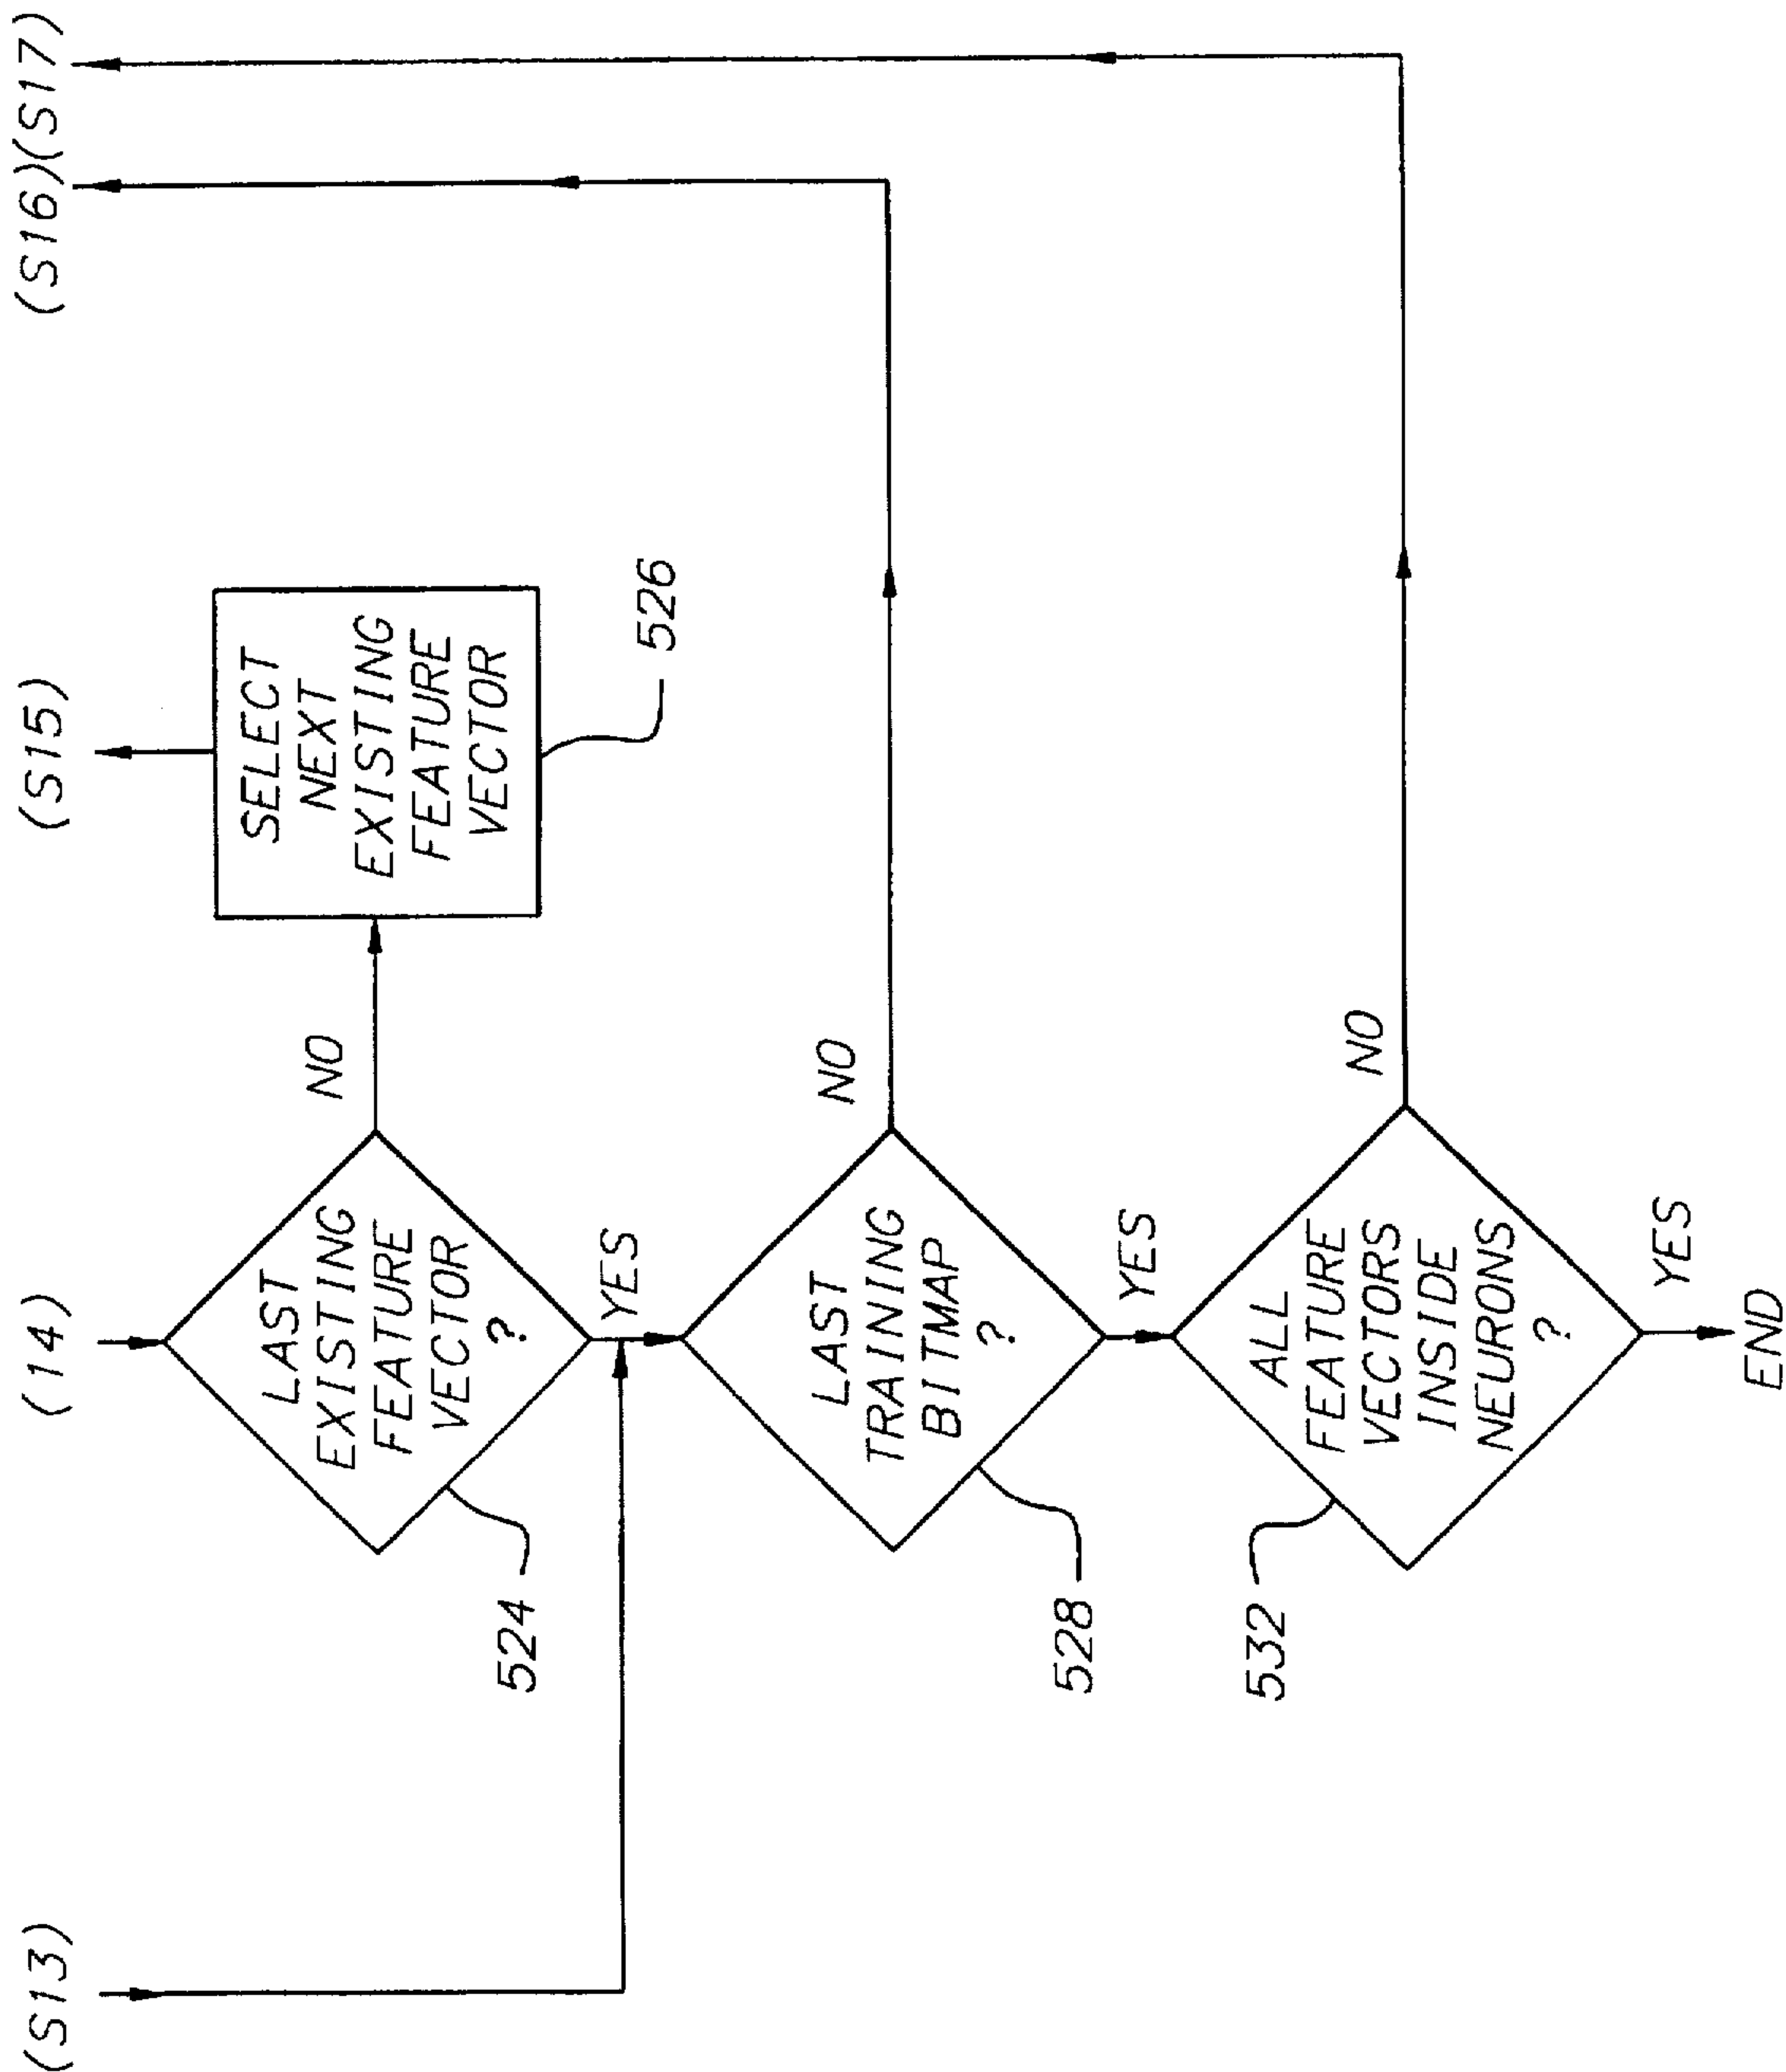 (S13)
(14)
(S15)
(S16)(S17)
LAST
EXISTING
FEATURE
VECTOR
?
524
NO
SELECT
NEXT
EXISTING
FEATURE
VECTOR
526
YES
LAST
TRAINING
BITMAP
?
528
NO
YES
ALL
FEATURE
VECTORS
INSIDE
NEURONS
?
532
NO
YES
END